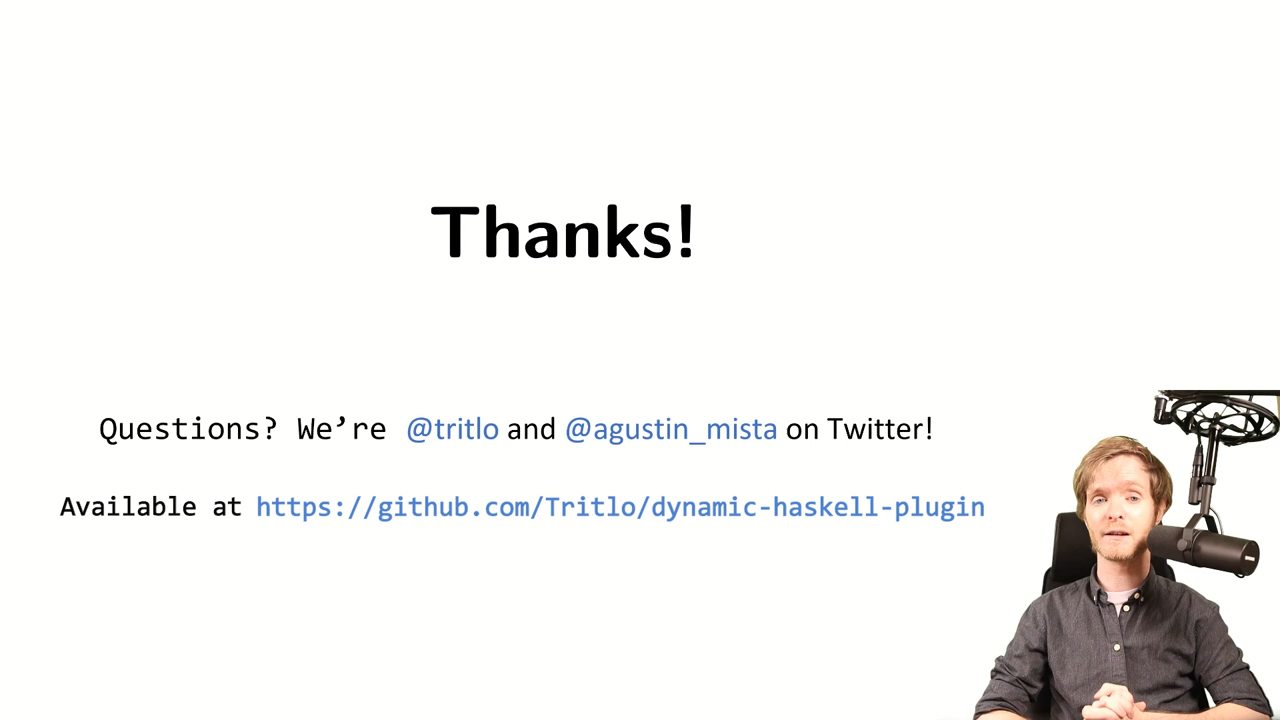 Thanks!
Questions? We’re @tritlo and @agustin_mista on Twitter!
Available at https://github.com/Tritlo/dynamic-haskell-plugin